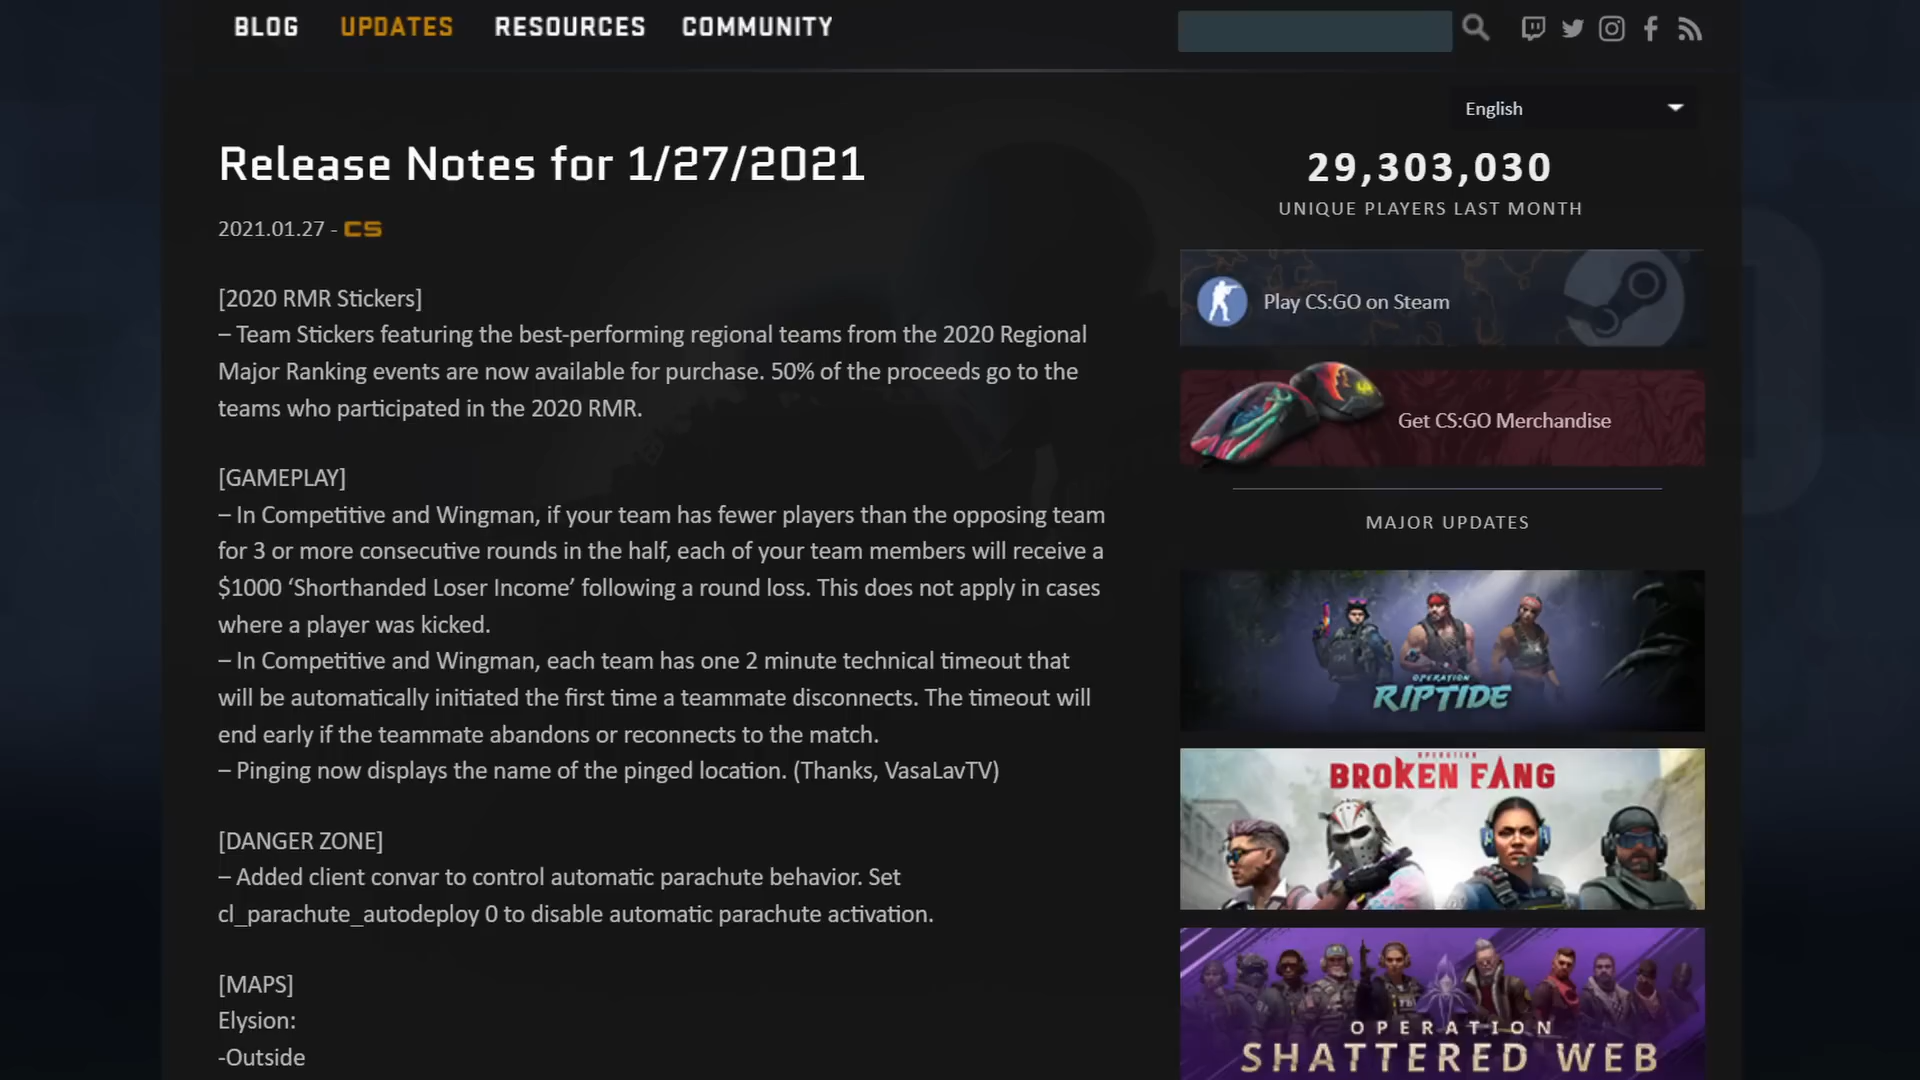 BLOG UPDATES RESOURCES COMMUNITY
English
Release Notes for 1/27/2021
2021.01.27 - CS
[2020 RMR Stickers]
– Team Stickers featuring the best-performing regional teams from the 2020 Regional
Major Ranking events are now available for purchase. 50% of the proceeds go to the
teams who participated in the 2020 RMR.
[GAMEPLAY]
– In Competitive and Wingman, if your team has fewer players than the opposing team
for 3 or more consecutive rounds in the half, each of your team members will receive a
$1000 ‘Shorthanded Loser Income’ following a round loss. This does not apply in cases
where a player was kicked.
– In Competitive and Wingman, each team has one 2 minute technical timeout that
will be automatically initiated the first time a teammate disconnects. The timeout will
end early if the teammate abandons or reconnects to the match.
– Pinging now displays the name of the pinged location. (Thanks, VasaLavTV)
[DANGER ZONE]
– Added client convar to control automatic parachute behavior. Set
cl_parachute_autodeploy 0 to disable automatic parachute activation.
[MAPS]
Elysion:
-Outside
29,303,030
UNIQUE PLAYERS LAST MONTH
Play CS:GO on Steam
Get CS:GO Merchandise
MAJOR UPDATES
OPERATION
RIPTIDE
OPERATION
BROKEN FANG
OPERATION
SHATTERED WEB